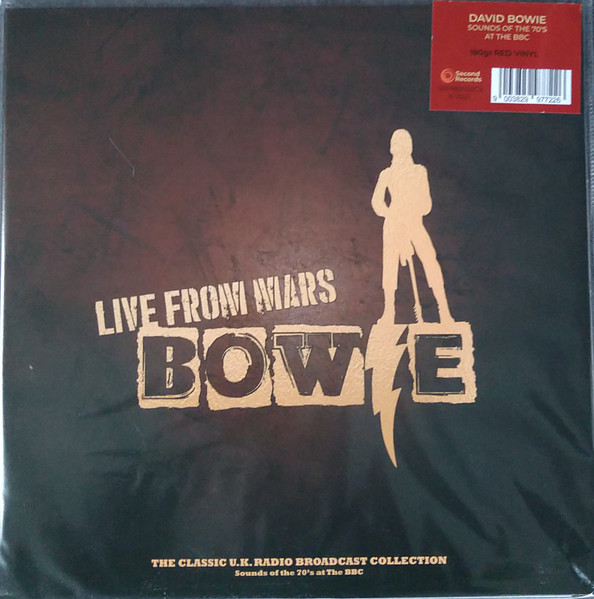 DAVID BOWIE
SOUNDS OF THE 70'S
AT THE BBC
180gr RED VINYL
Second
Records
9 003829 977226
LIVE FROM MARS
BOWIE
THE CLASSIC U.K. RADIO BROADCAST COLLECTION
Sounds of the 70's at The BBC